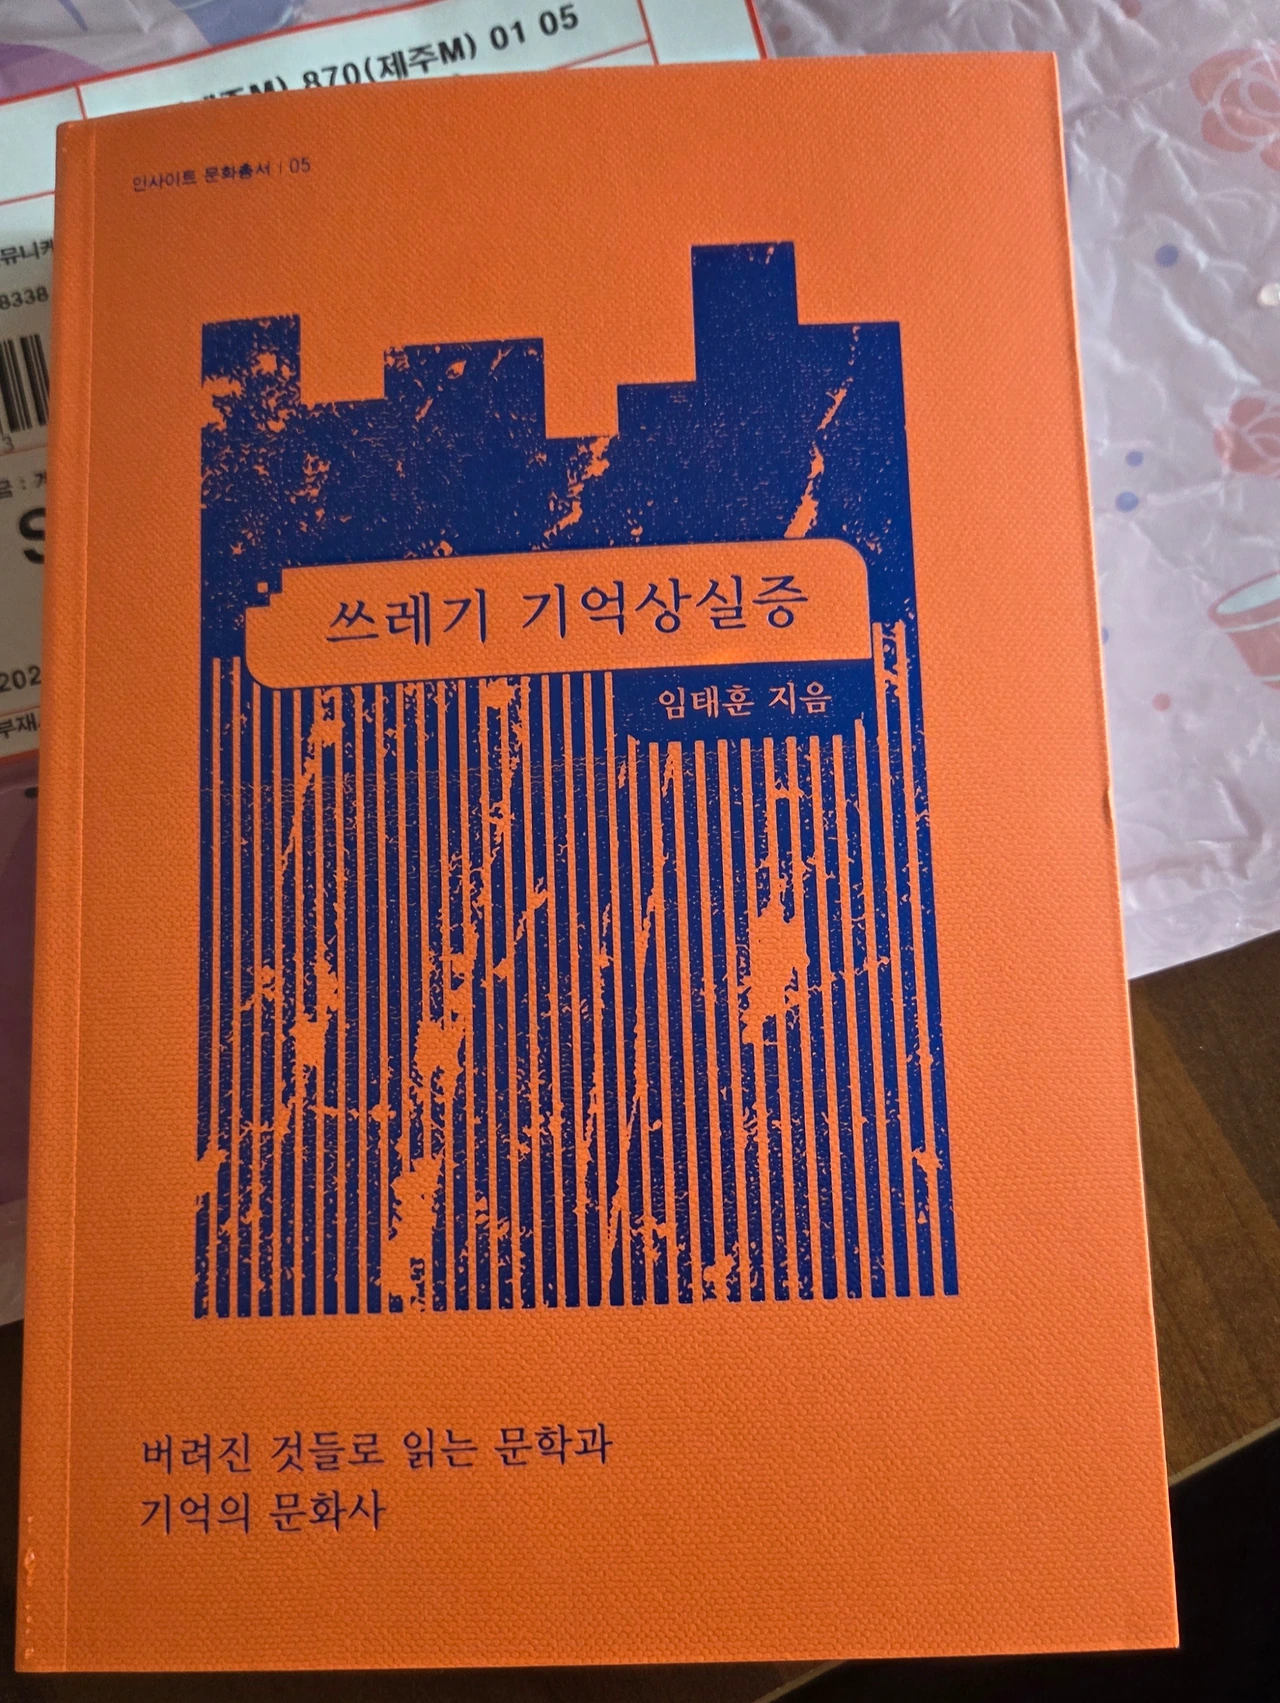 870(제주M) 01 05
인사이트 문화총서 | 05
8338
쓰레기 기억상실증
임태훈 지음
202
버려진 것들로 읽는 문학과
기억의 문화사